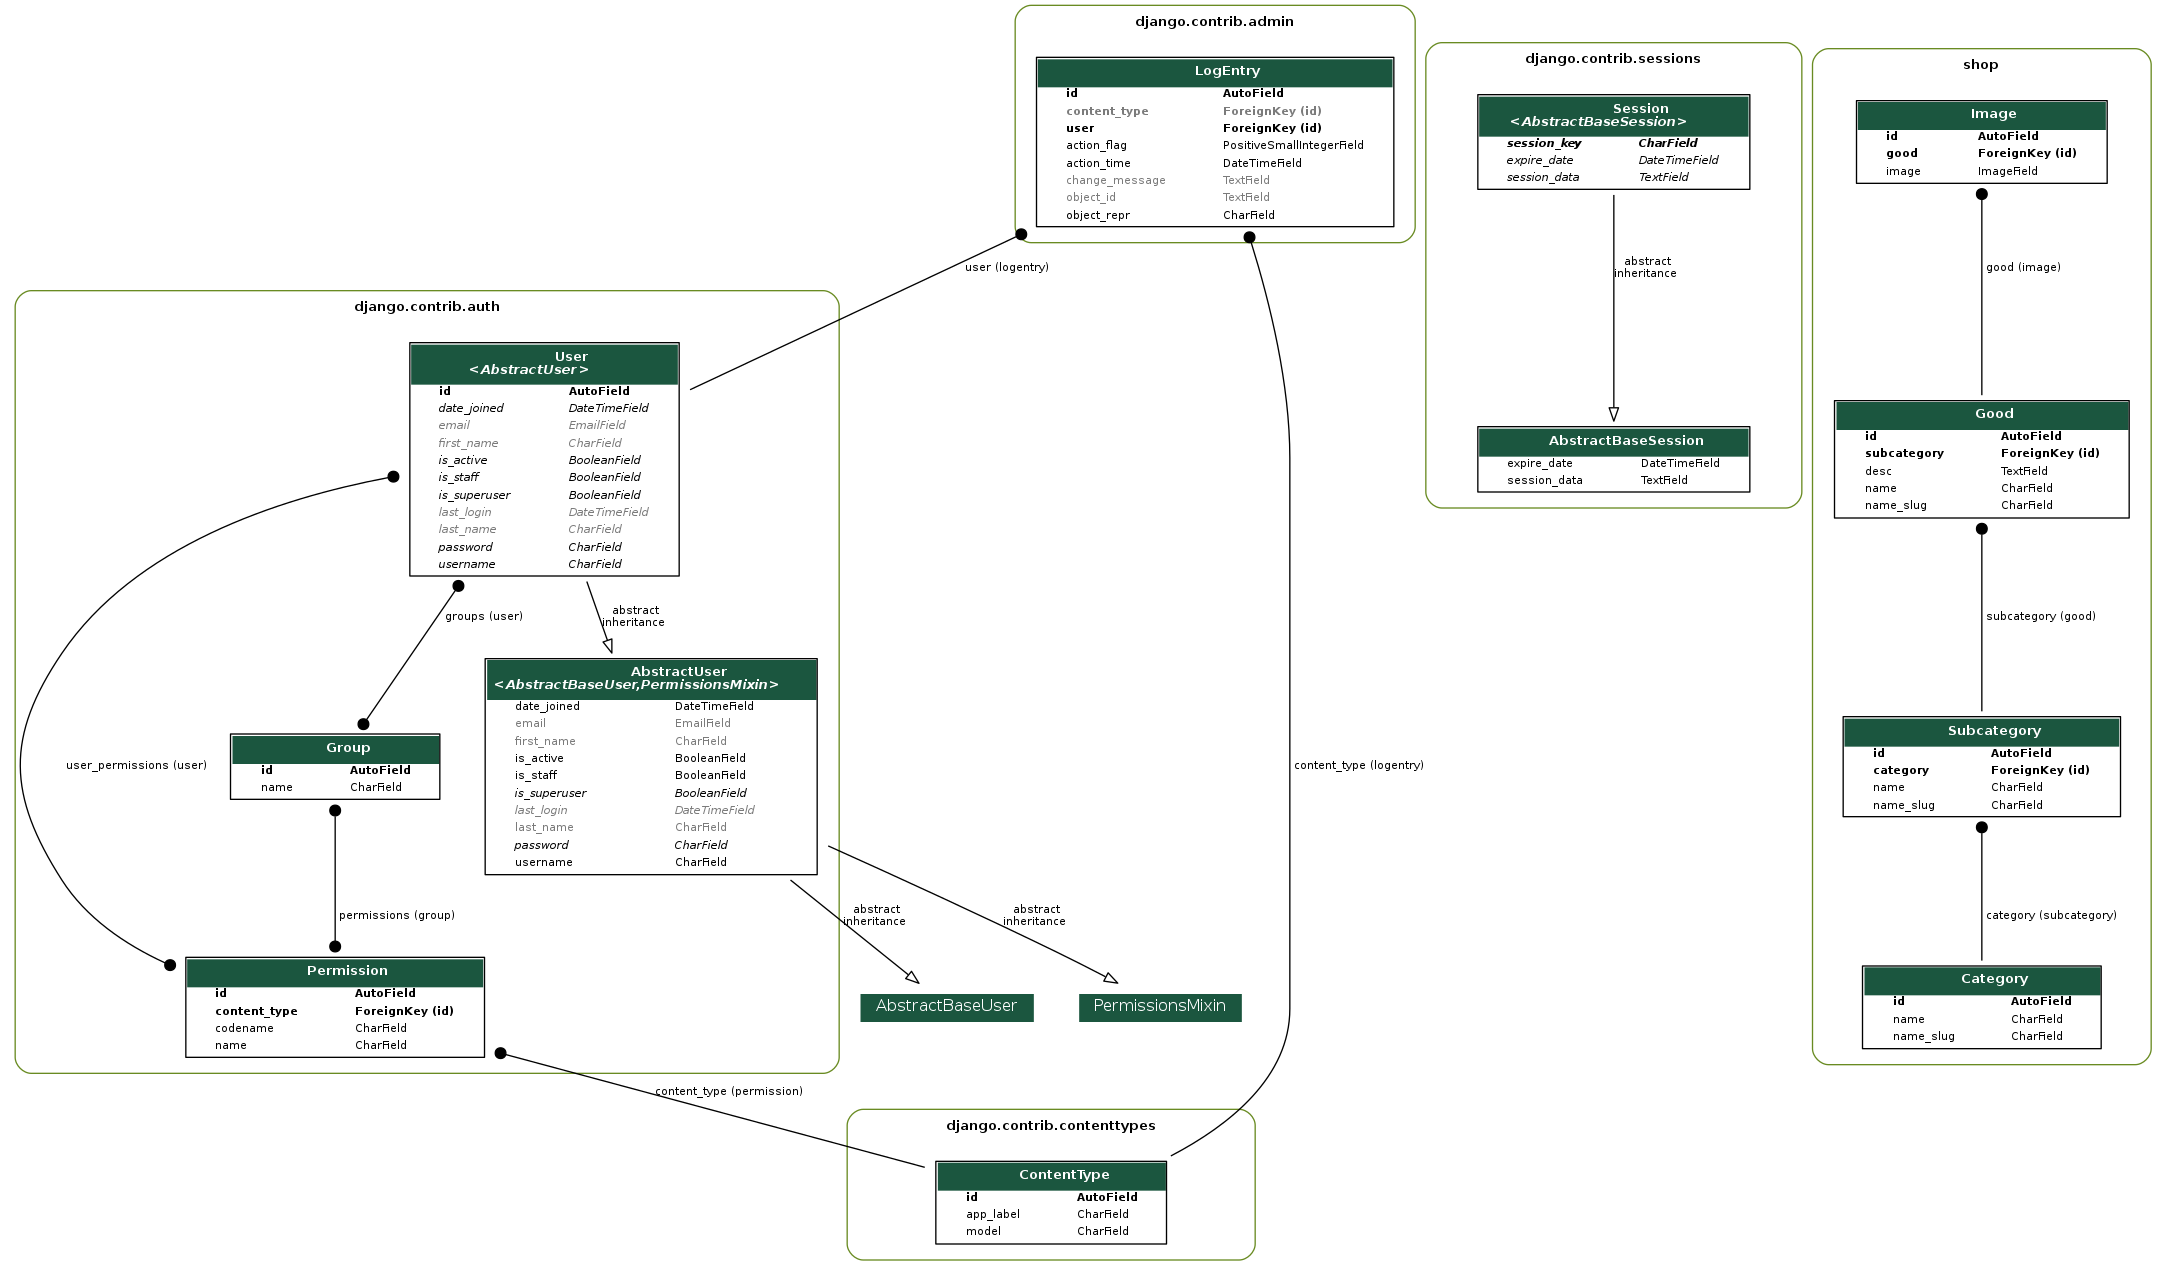 django.contrib.admin
LogEntry
id AutoField
content_type ForeignKey (id)
user ForeignKey (id)
action_flag PositiveSmallIntegerField
action_time DateTimeField
change_message TextField
object_id TextField
object_repr CharField
django.contrib.sessions
Session
<AbstractBaseSession>
session_key CharField
expire_date DateTimeField
session_data TextField
abstract
inheritance
AbstractBaseSession
expire_date DateTimeField
session_data TextField
shop
Image
id AutoField
good ForeignKey (id)
image ImageField
good (image)
Good
id AutoField
subcategory ForeignKey (id)
desc TextField
name CharField
name_slug CharField
subcategory (good)
Subcategory
id AutoField
category ForeignKey (id)
name CharField
name_slug CharField
category (subcategory)
Category
id AutoField
name CharField
name_slug CharField
user (logentry)
django.contrib.auth
User
<AbstractUser>
id AutoField
date_joined DateTimeField
email EmailField
first_name CharField
is_active BooleanField
is_staff BooleanField
is_superuser BooleanField
last_login DateTimeField
last_name CharField
password CharField
username CharField
groups (user)
abstract
inheritance
AbstractUser
<AbstractBaseUser,PermissionsMixin>
date_joined DateTimeField
email EmailField
first_name CharField
is_active BooleanField
is_staff BooleanField
is_superuser BooleanField
last_login DateTimeField
last_name CharField
password CharField
username CharField
user_permissions (user)
Group
id AutoField
name CharField
permissions (group)
Permission
id AutoField
content_type ForeignKey (id)
codename CharField
name CharField
abstract
inheritance
abstract
inheritance
AbstractBaseUser
PermissionsMixin
content_type (logentry)
content_type (permission)
django.contrib.contenttypes
ContentType
id AutoField
app_label CharField
model CharField